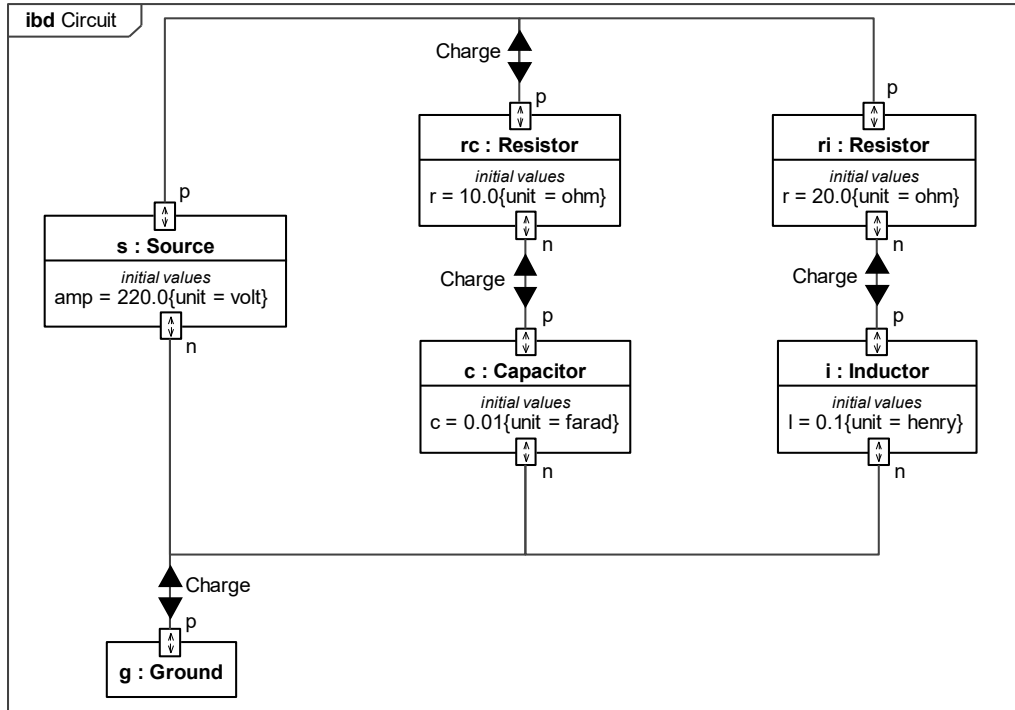 ibd Circuit
Charge
p
p
rc : Resistor
initial values
r = 10.0{unit = ohm}
n
ri : Resistor
initial values
r = 20.0{unit = ohm}
n
p
s : Source
initial values
amp = 220.0{unit = volt}
n
Charge
Charge
p
p
c : Capacitor
initial values
c = 0.01{unit = farad}
n
i : Inductor
initial values
l = 0.1{unit = henry}
n
Charge
p
g : Ground